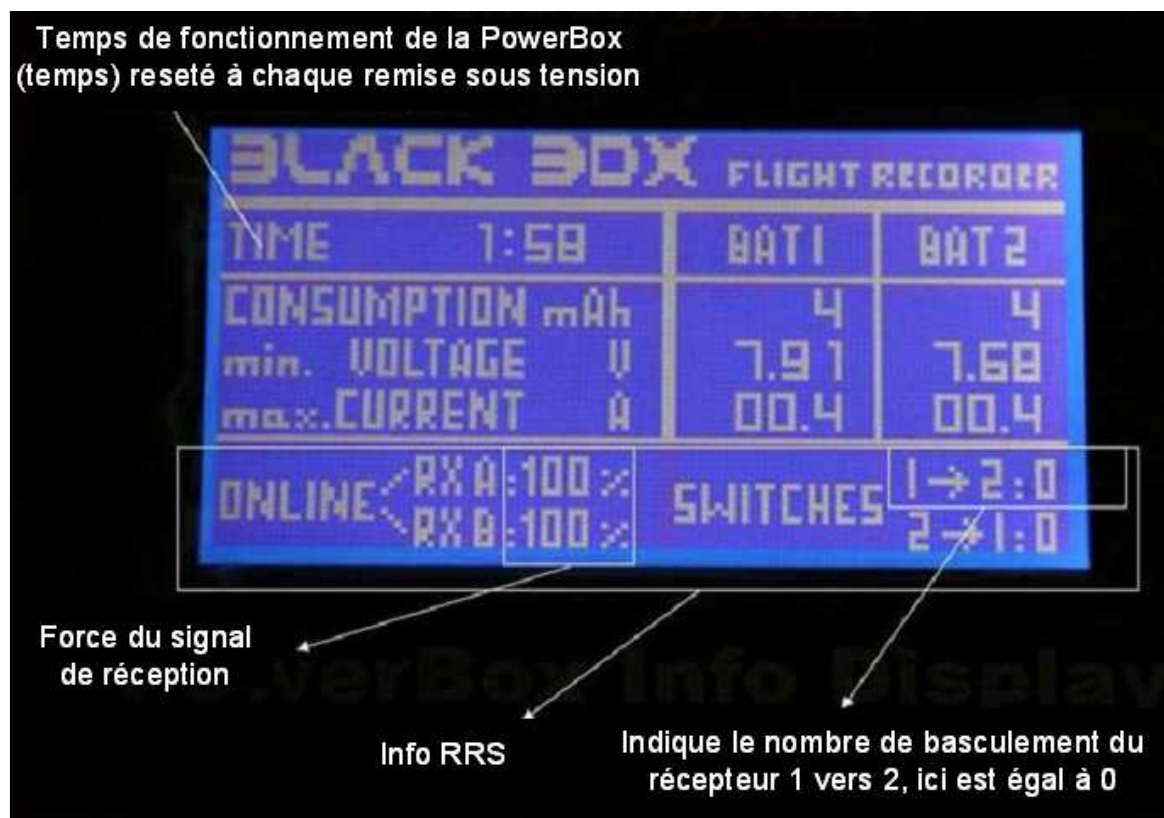 Temps de fonctionnement de la PowerBox
(temps) reseté à chaque remise sous tension
BLACK BOX FLIGHT RECORDER
TIME 1:58 BAT1 BAT2
CONSUMPTION mAh 4 4
min. VOLTAGE V 7.91 7.68
max.CURRENT A 00.4 00.4
ONLINE RX A:100% SWITCHES 1→2:0
RX B:100% 2→1:0
Force du signal
de réception
PowerBox Info Display
Info RRS
Indique le nombre de basculement du
récepteur 1 vers 2, ici est égal à 0